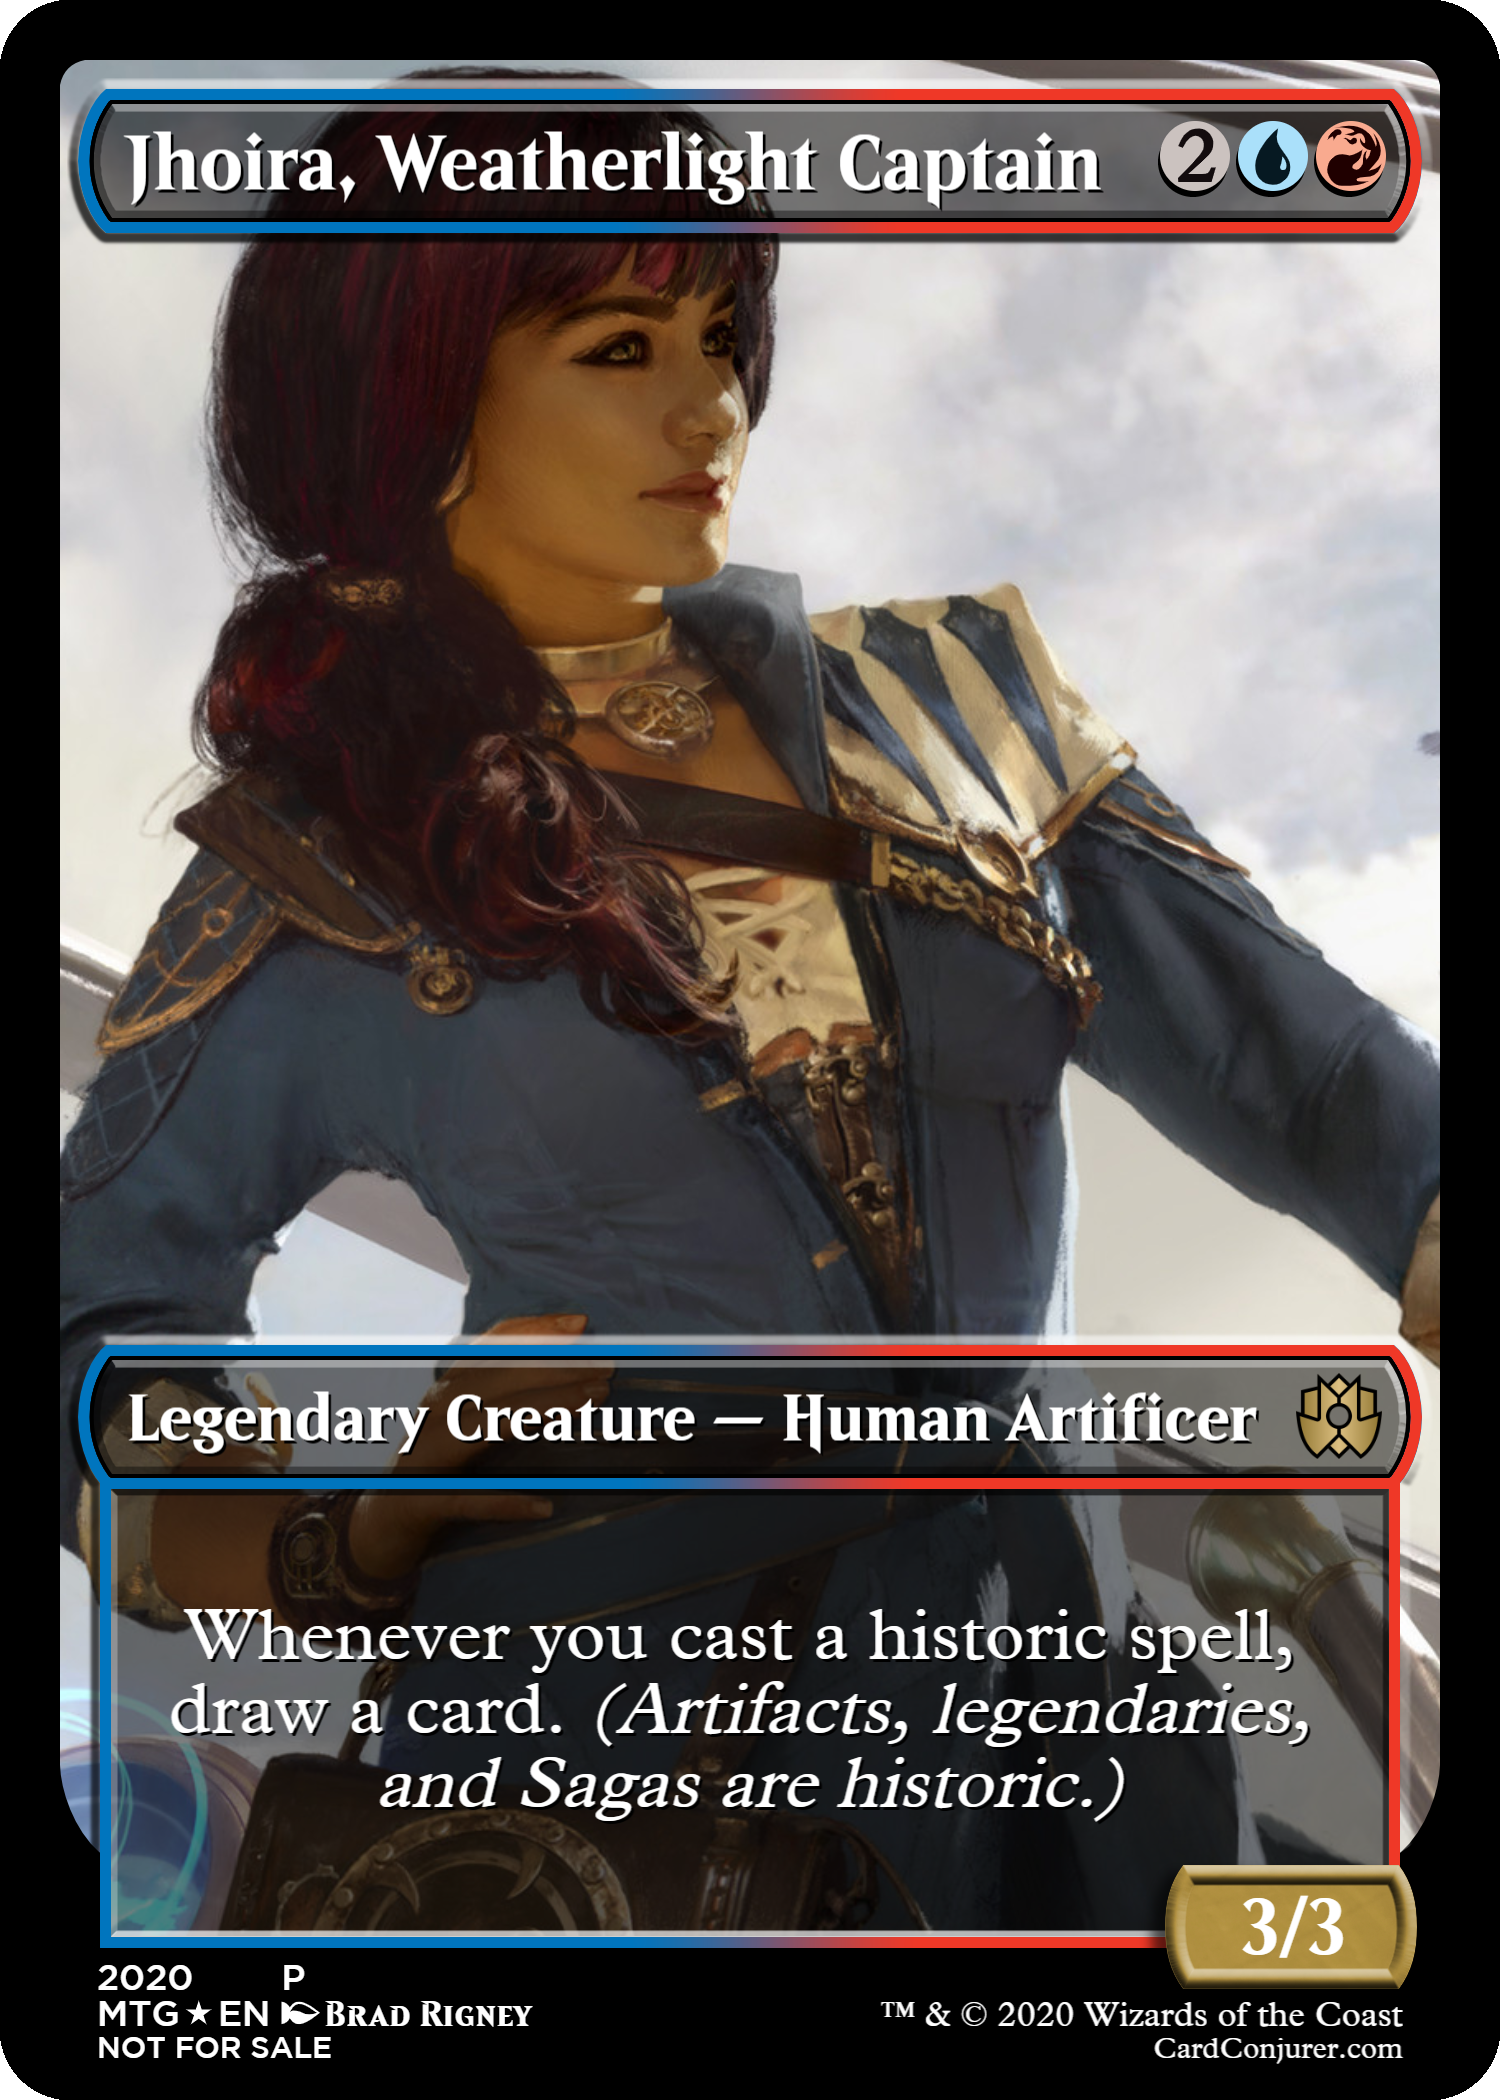 Jhoira, Weatherlight Captain 2
Legendary Creature — Human Artificer
Whenever you cast a historic spell,
draw a card. (Artifacts, legendaries,
and Sagas are historic.)
3/3
2020 P
MTG ★ EN Brad Rigney
NOT FOR SALE
™ & © 2020 Wizards of the Coast
CardConjurer.com